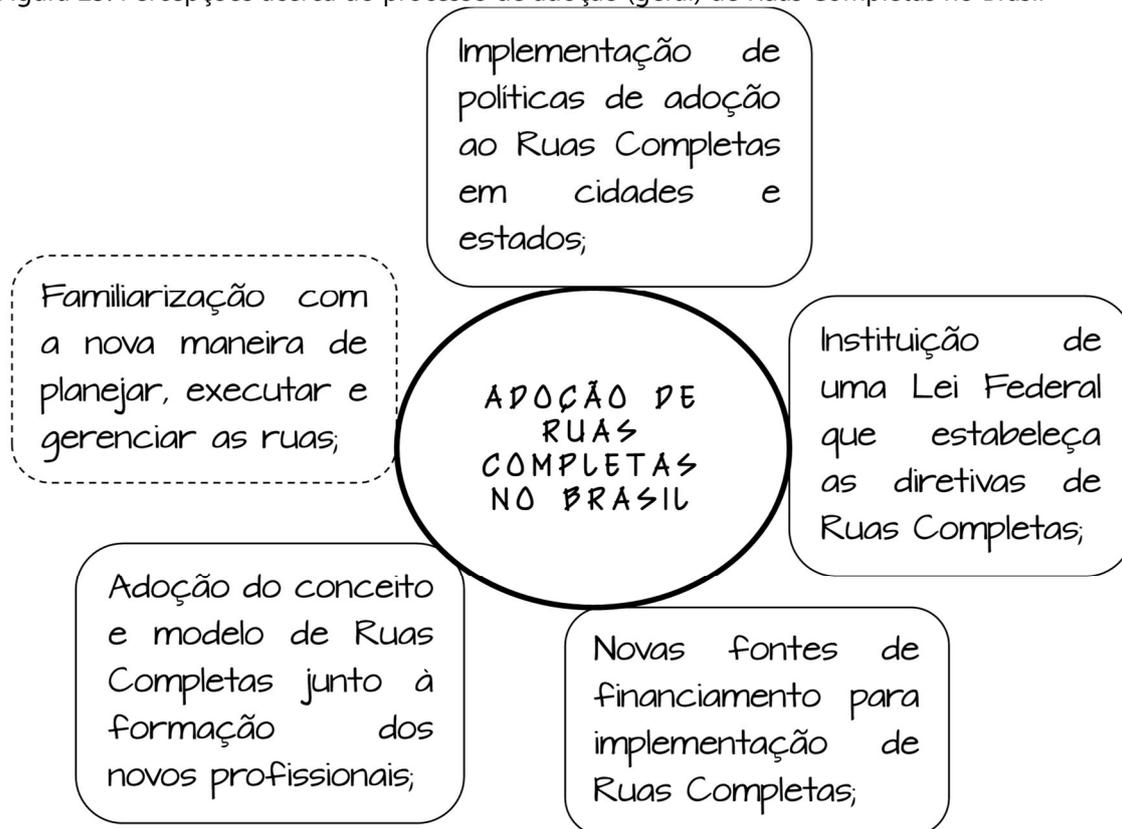 Implementação de
políticas de adoção
ao Ruas Completas
em cidades e
estados;
Familiarização com
a nova maneira de
planejar, executar e
gerenciar as ruas;
ADOÇÃO DE
RUAS
COMPLETAS
NO BRASIL
Instituição de
uma Lei Federal
que estabeleça
as diretivas de
Ruas Completas;
Adoção do conceito
e modelo de Ruas
Completas junto à
formação dos
novos profissionais;
Novas fontes de
financiamento para
implementação de
Ruas Completas;